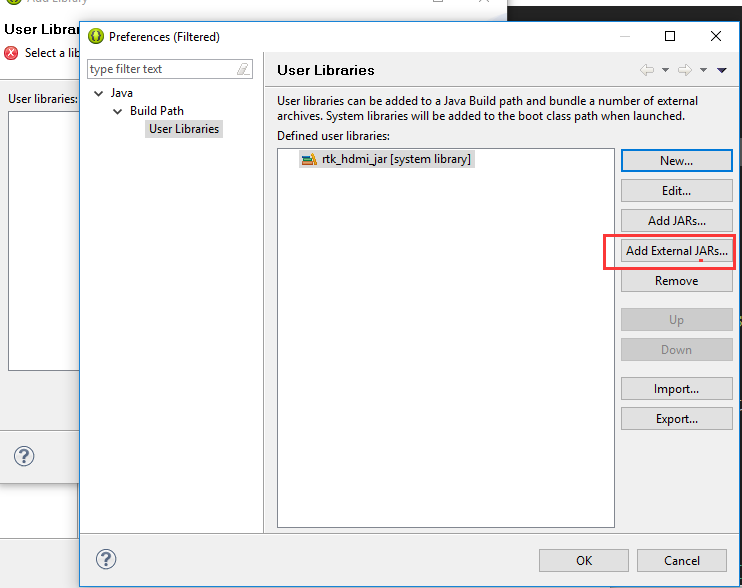 Add Library
User Librar
Select a lib
User libraries:
Preferences (Filtered)
type filter text
Java
Build Path
User Libraries
User Libraries
User libraries can be added to a Java Build path and bundle a number of external
archives. System libraries will be added to the boot class path when launched.
Defined user libraries:
rtk_hdmi_jar [system library]
New...
Edit...
Add JARs...
Add External JARs...
Remove
Up
Down
Import...
Export...
OK
Cancel